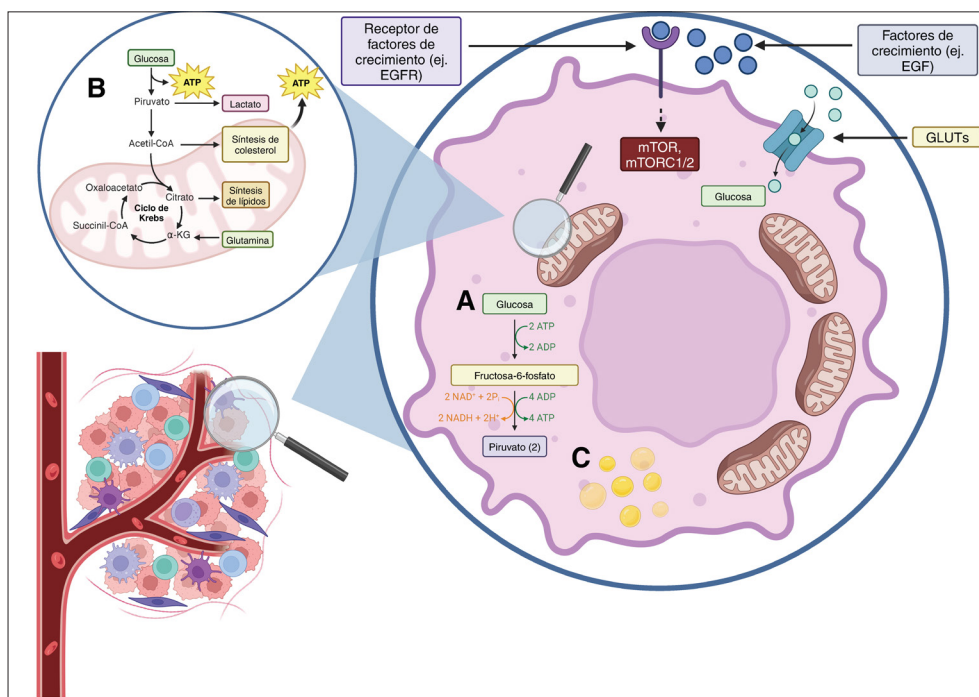 Receptor de
factores de
crecimiento (ej.
EGFR)
Factores de
crecimiento (ej.
EGF)
GLUTs
mTOR,
mTORC1/2
Glucosa
B
Glucosa
ATP
ATP
Piruvato
Lactato
Acetil-CoA
Síntesis de
colesterol
Oxaloacetato
Citrato
Síntesis
de lípidos
Ciclo de
Krebs
Succinil-CoA
α-KG
Glutamina
A
Glucosa
2 ATP
2 ADP
Fructosa-6-fosfato
2 NAD⁺ + 2Pᵢ
4 ADP
2 NADH + 2H⁺
4 ATP
Piruvato (2)
C